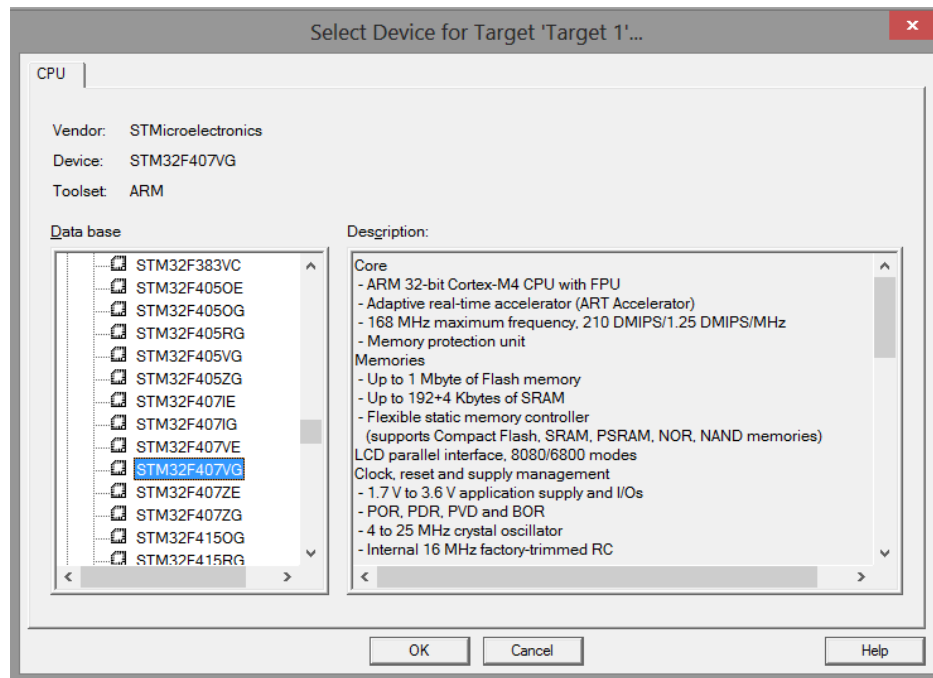 Select Device for Target 'Target 1'...
CPU
Vendor: STMicroelectronics
Device: STM32F407VG
Toolset: ARM
Data base
STM32F383VC
STM32F405OE
STM32F405OG
STM32F405RG
STM32F405VG
STM32F405ZG
STM32F407IE
STM32F407IG
STM32F407VE
STM32F407VG
STM32F407ZE
STM32F407ZG
STM32F415OG
STM32F415RG
Description:
Core
- ARM 32-bit Cortex-M4 CPU with FPU
- Adaptive real-time accelerator (ART Accelerator)
- 168 MHz maximum frequency, 210 DMIPS/1.25 DMIPS/MHz
- Memory protection unit
Memories
- Up to 1 Mbyte of Flash memory
- Up to 192+4 Kbytes of SRAM
- Flexible static memory controller
(supports Compact Flash, SRAM, PSRAM, NOR, NAND memories)
LCD parallel interface, 8080/6800 modes
Clock, reset and supply management
- 1.7 V to 3.6 V application supply and I/Os
- POR, PDR, PVD and BOR
- 4 to 25 MHz crystal oscillator
- Internal 16 MHz factory-trimmed RC
OK
Cancel
Help